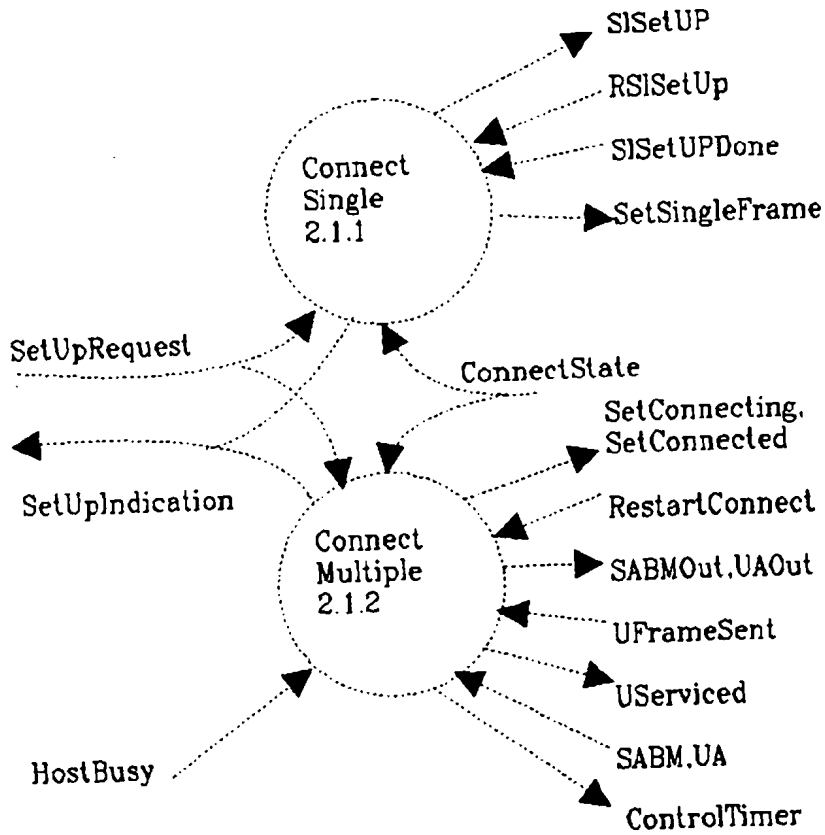 SlSetUP
RSlSetUp
SlSetUPDone
SetSingleFrame
Connect
Single
2.1.1
SetUpRequest
ConnectState
SetConnecting,
SetConnected
SetUpIndication
RestartConnect
Connect
Multiple
2.1.2
SABMOut,UAOut
UFrameSent
UServiced
HostBusy
SABM,UA
ControlTimer